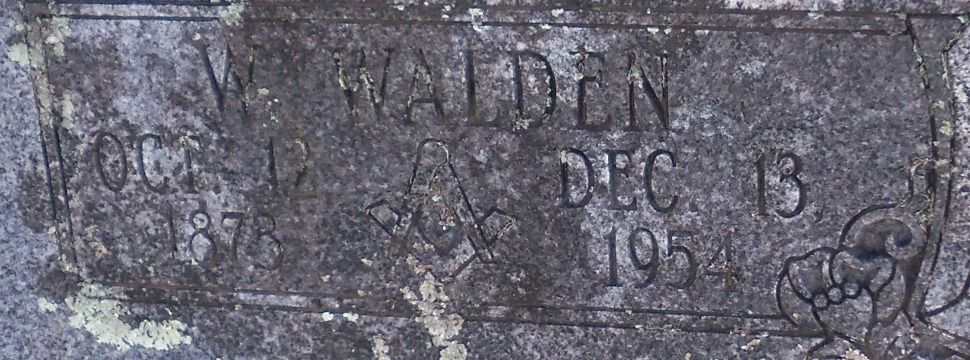 W. WALDEN
OCT. 12
1873
DEC. 13,
1954